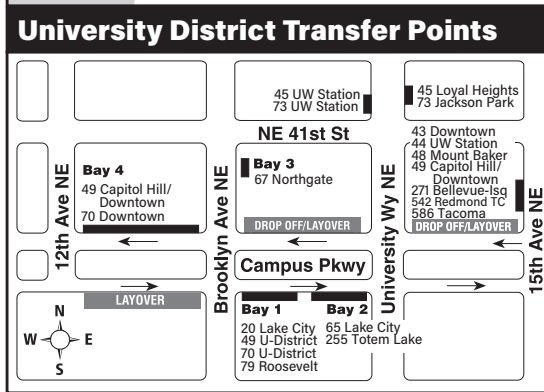 University District Transfer Points
45 UW Station
73 UW Station
45 Loyal Heights
73 Jackson Park
NE 41st St
12th Ave NE
Bay 4
49 Capitol Hill/
Downtown
70 Downtown
Brooklyn Ave NE
Bay 3
67 Northgate
DROP OFF/LAYOVER
University Wy NE
43 Downtown
44 UW Station
48 Mount Baker
49 Capitol Hill/
Downtown
271 Bellevue-Isq
542 Redmond TC
586 Tacoma
DROP OFF/LAYOVER
15th Ave NE
Campus Pkwy
LAYOVER
N
W E
S
Bay 1
20 Lake City
49 U-District
70 U-District
79 Roosevelt
Bay 2
65 Lake City
255 Totem Lake